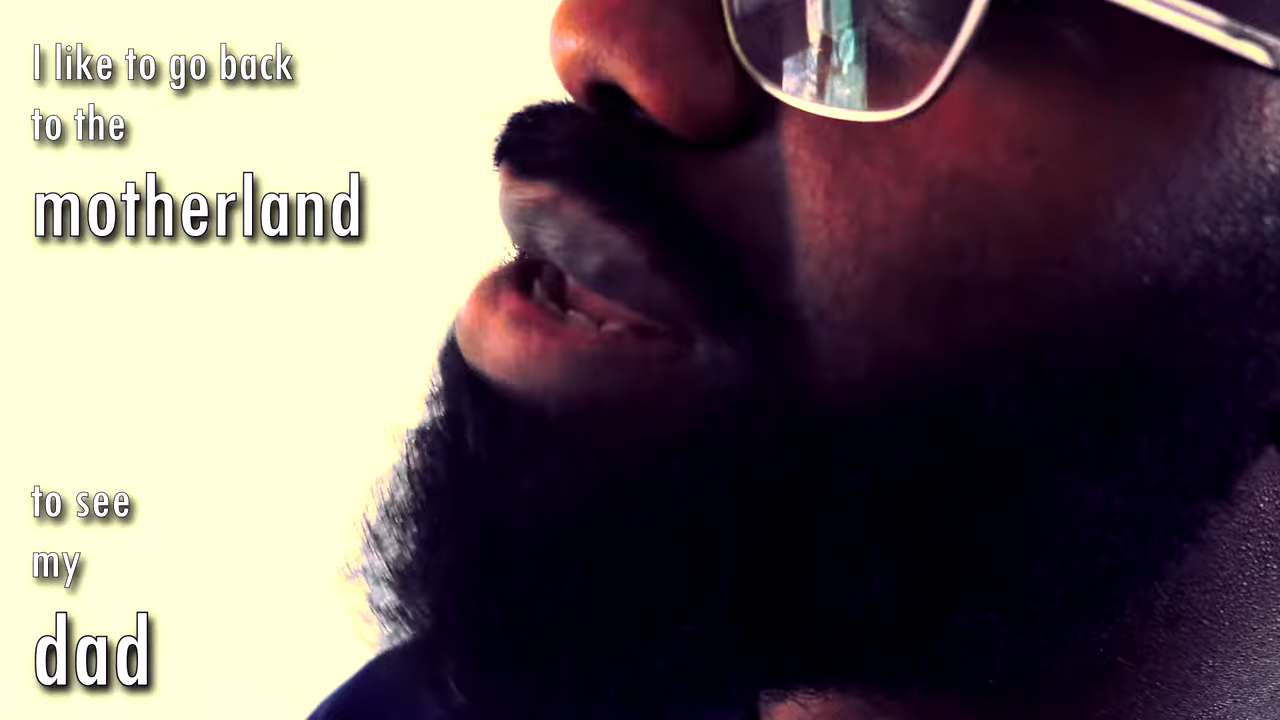 I like to go back
to the
motherland
to see
my
dad